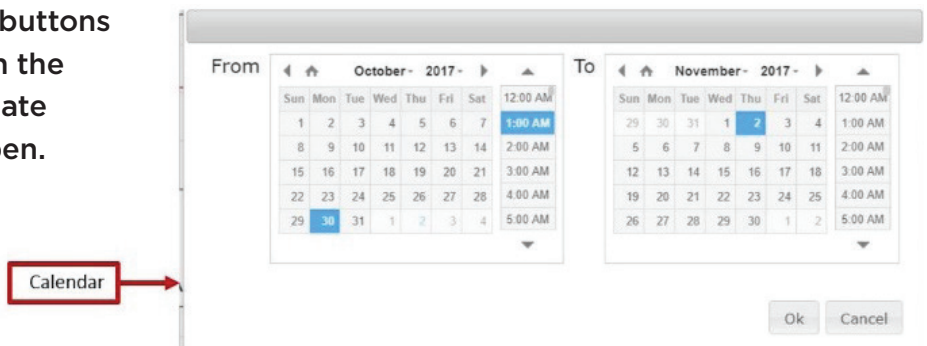 buttons
n the
ate
pen.
From
October- 2017-
Sun Mon Tue Wed Thu Fri Sat
1 2 3 4 5 6 7
8 9 10 11 12 13 14
15 16 17 18 19 20 21
22 23 24 25 26 27 28
29 30 31 1 2 3 4
12:00 AM
1:00 AM
2:00 AM
3:00 AM
4:00 AM
5:00 AM
To
November- 2017-
Sun Mon Tue Wed Thu Fri Sat
29 30 31 1 2 3 4
5 6 7 8 9 10 11
12 13 14 15 16 17 18
19 20 21 22 23 24 25
26 27 28 29 30 1 2
12:00 AM
1:00 AM
2:00 AM
3:00 AM
4:00 AM
5:00 AM
Calendar
Ok Cancel